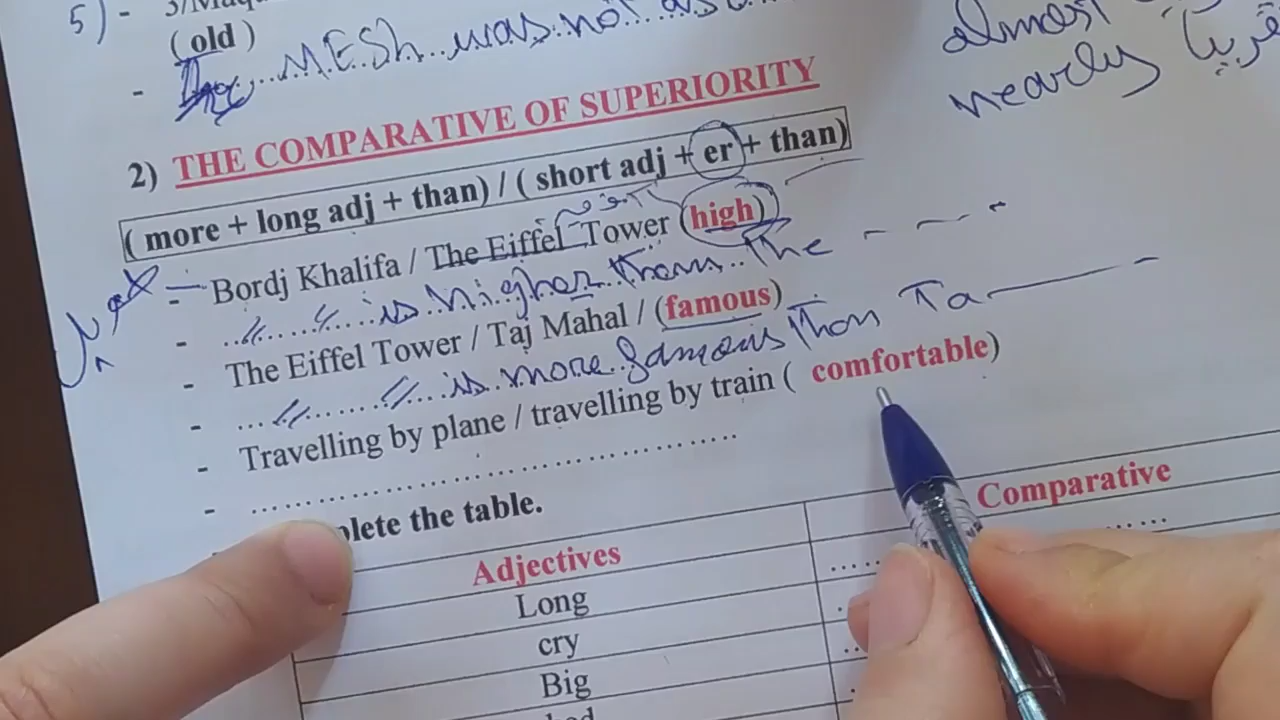 5) -
( old )
- The MESH was not as
almost
nearly تقريبا
2) THE COMPARATIVE OF SUPERIORITY
( more + long adj + than) / ( short adj + er + than)
- Bordj Khalifa / The Eiffel Tower (high)
- .. " .... " ... is higher than the - - -
- The Eiffel Tower / Taj Mahal / (famous)
- ... " ..... " is more famous than Ta
- Travelling by plane / travelling by train ( comfortable)
- ..........................................
plete the table.
Adjectives Comparative
Long
cry
Big